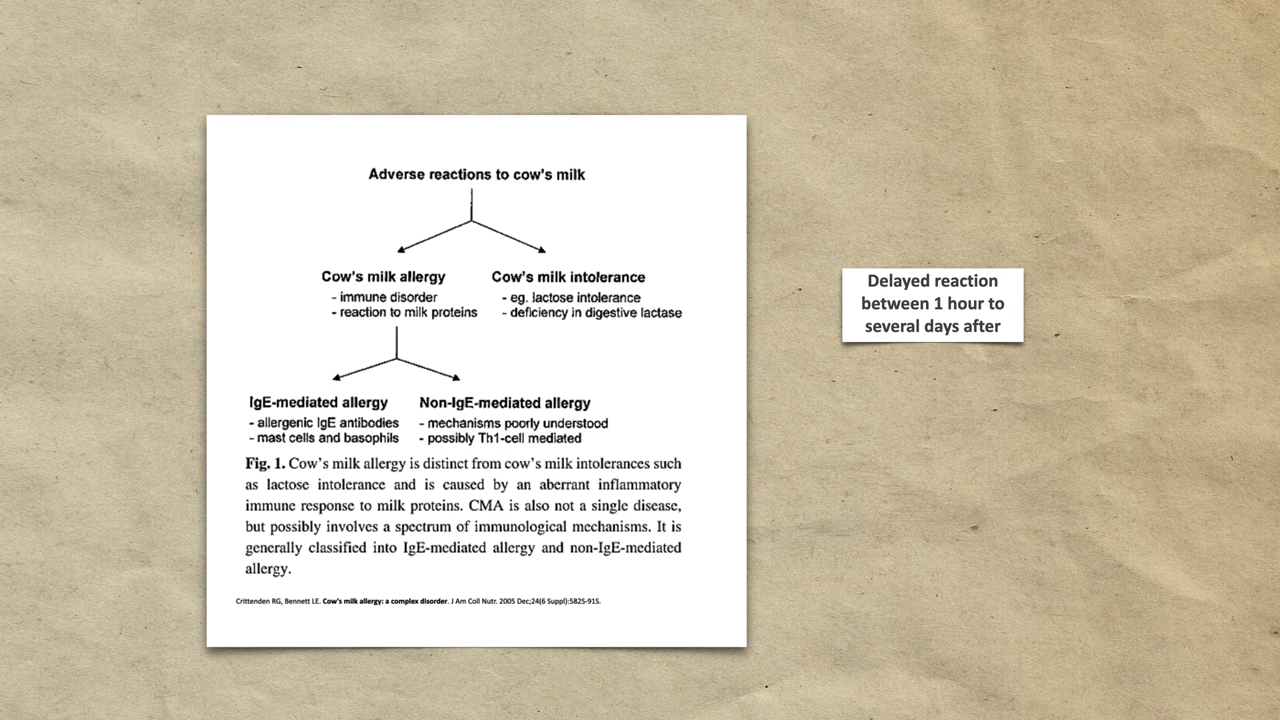 Adverse reactions to cow's milk
Cow's milk allergy
- immune disorder
- reaction to milk proteins
Cow's milk intolerance
- eg. lactose intolerance
- deficiency in digestive lactase
IgE-mediated allergy
- allergenic IgE antibodies
- mast cells and basophils
Non-IgE-mediated allergy
- mechanisms poorly understood
- possibly Th1-cell mediated
Fig. 1. Cow's milk allergy is distinct from cow's milk intolerances such
as lactose intolerance and is caused by an aberrant inflammatory
immune response to milk proteins. CMA is also not a single disease,
but possibly involves a spectrum of immunological mechanisms. It is
generally classified into IgE-mediated allergy and non-IgE-mediated
allergy.
Crittenden RG, Bennett LE. Cow's milk allergy: a complex disorder. J Am Coll Nutr. 2005 Dec;24(6 Suppl):582S-91S.
Delayed reaction
between 1 hour to
several days after